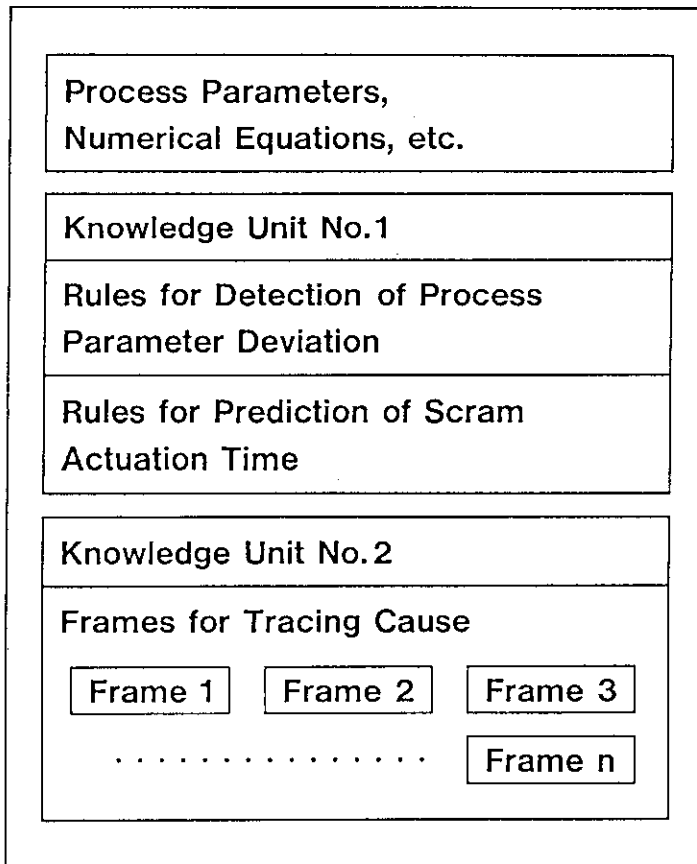 Process Parameters,
Numerical Equations, etc.
Knowledge Unit No.1
Rules for Detection of Process
Parameter Deviation
Rules for Prediction of Scram
Actuation Time
Knowledge Unit No.2
Frames for Tracing Cause
Frame 1 Frame 2 Frame 3
. . . . . . . . . . . . . . . . Frame n